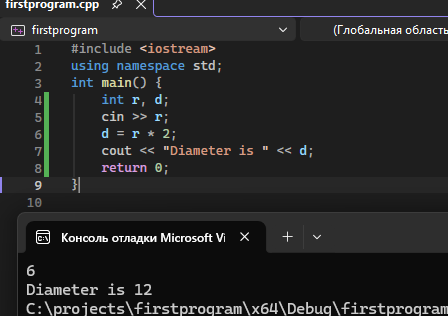 firstprogram.cpp
firstprogram
(Глобальная область
1 #include <iostream>
2 using namespace std;
3 int main() {
4 int r, d;
5 cin >> r;
6 d = r * 2;
7 cout << "Diameter is " << d;
8 return 0;
9 }
10
Консоль отладки Microsoft Vi
6
Diameter is 12
C:\projects\firstprogram\x64\Debug\firstprogram